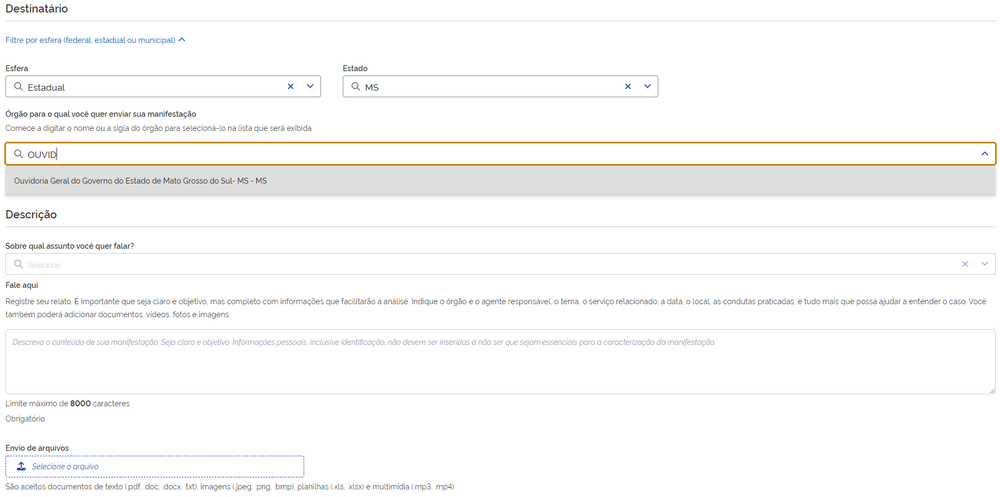 Destinatário
Filtre por esfera (federal, estadual ou municipal)
Esfera
Estado
Estadual
MS
Órgão para o qual você quer enviar sua manifestação
Comece a digitar o nome ou a sigla do órgão para selecioná-lo na lista que será exibida
OUVID
Ouvidoria Geral do Governo do Estado de Mato Grosso do Sul- MS - MS
Descrição
Sobre qual assunto você quer falar?
Selecione
Fale aqui
Registre seu relato. É importante que seja claro e objetivo, mas completo com informações que facilitarão a análise. Indique o órgão e o agente responsável, o tema, o serviço relacionado, a data, o local, as condutas praticadas, e tudo mais que possa ajudar a entender o caso. Você
também poderá adicionar documentos, vídeos, fotos e imagens.
Descreva o conteúdo de sua manifestação. Seja claro e objetivo. Informações pessoais, inclusive identificação, não devem ser inseridas a não ser que sejam essenciais para a caracterização da manifestação.
Limite máximo de 8000 caracteres
Obrigatório.
Envio de arquivos
Selecione o arquivo
São aceitos documentos de texto (.pdf, .doc, .docx, .txt), imagens (.jpeg, .png, .bmp), planilhas (.xls, .xlsx) e multimídia (.mp3, .mp4)